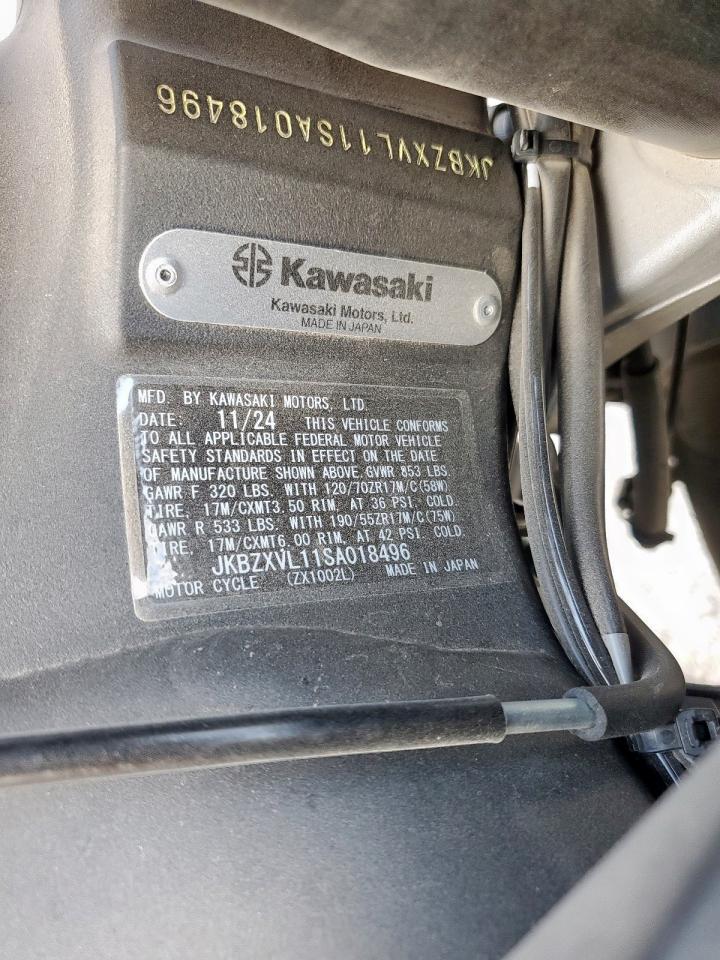 JKBZXVL11SA018496
Kawasaki
Kawasaki Motors, Ltd.
MADE IN JAPAN
MFD. BY KAWASAKI MOTORS, LTD.
DATE: 11/24 THIS VEHICLE CONFORMS
TO ALL APPLICABLE FEDERAL MOTOR VEHICLE
SAFETY STANDARDS IN EFFECT ON THE DATE
OF MANUFACTURE SHOWN ABOVE. GVWR 853 LBS.
GAWR F 320 LBS. WITH 120/70ZR17M/C(58W)
TIRE, 17M/CXMT3.50 RIM, AT 36 PSI. COLD.
GAWR R 533 LBS. WITH 190/55ZR17M/C(75W)
TIRE, 17M/CXMT6.00 RIM, AT 42 PSI. COLD.
JKBZXVL11SA018496
MOTOR CYCLE (ZX1002L) MADE IN JAPAN